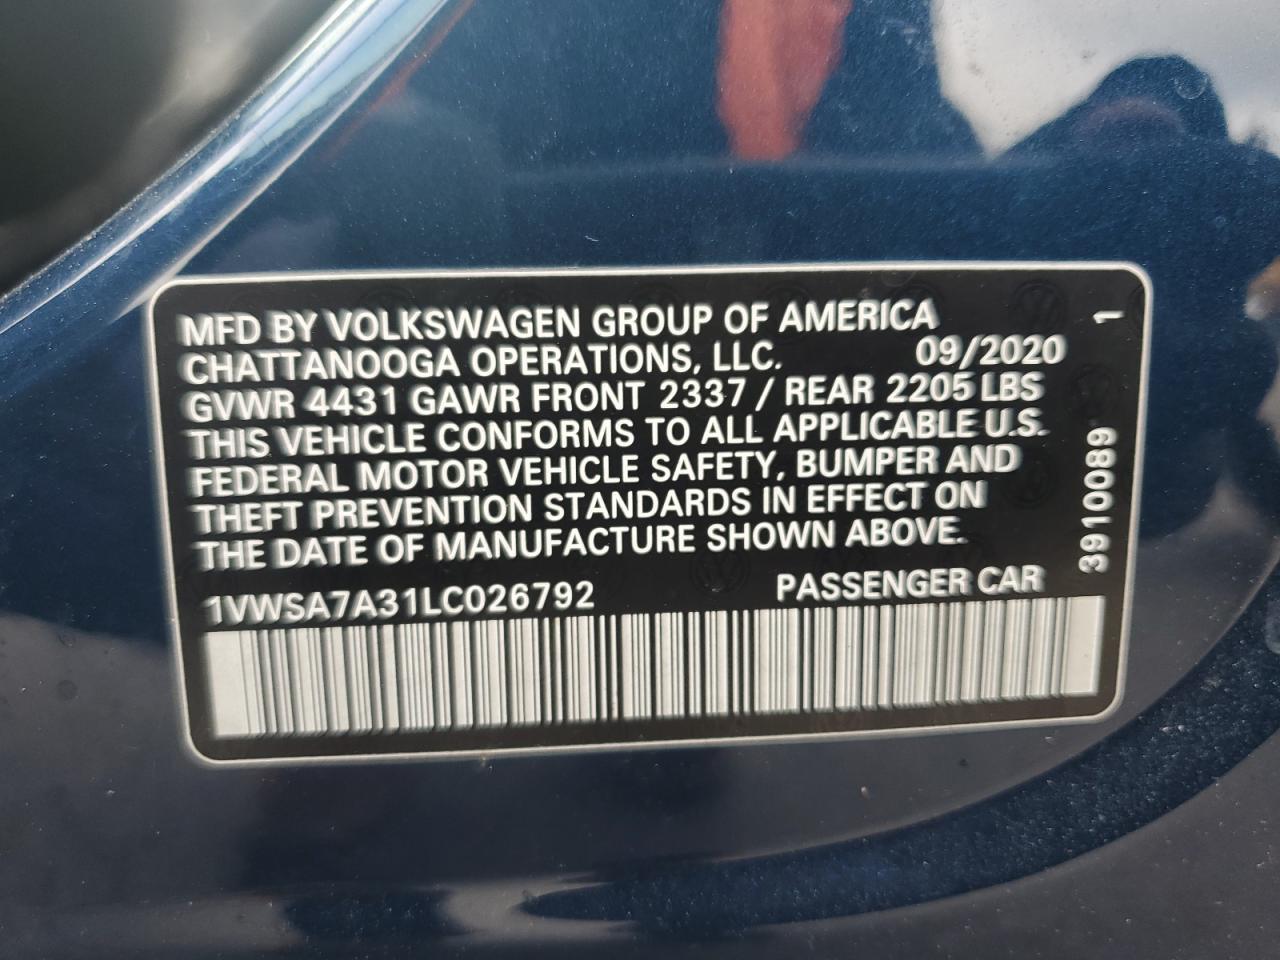 MFD BY VOLKSWAGEN GROUP OF AMERICA
CHATTANOOGA OPERATIONS, LLC. 09/2020
GVWR 4431 GAWR FRONT 2337 / REAR 2205 LBS
THIS VEHICLE CONFORMS TO ALL APPLICABLE U.S.
FEDERAL MOTOR VEHICLE SAFETY, BUMPER AND
THEFT PREVENTION STANDARDS IN EFFECT ON
THE DATE OF MANUFACTURE SHOWN ABOVE.
1VWSA7A31LC026792 PASSENGER CAR
3910089 1